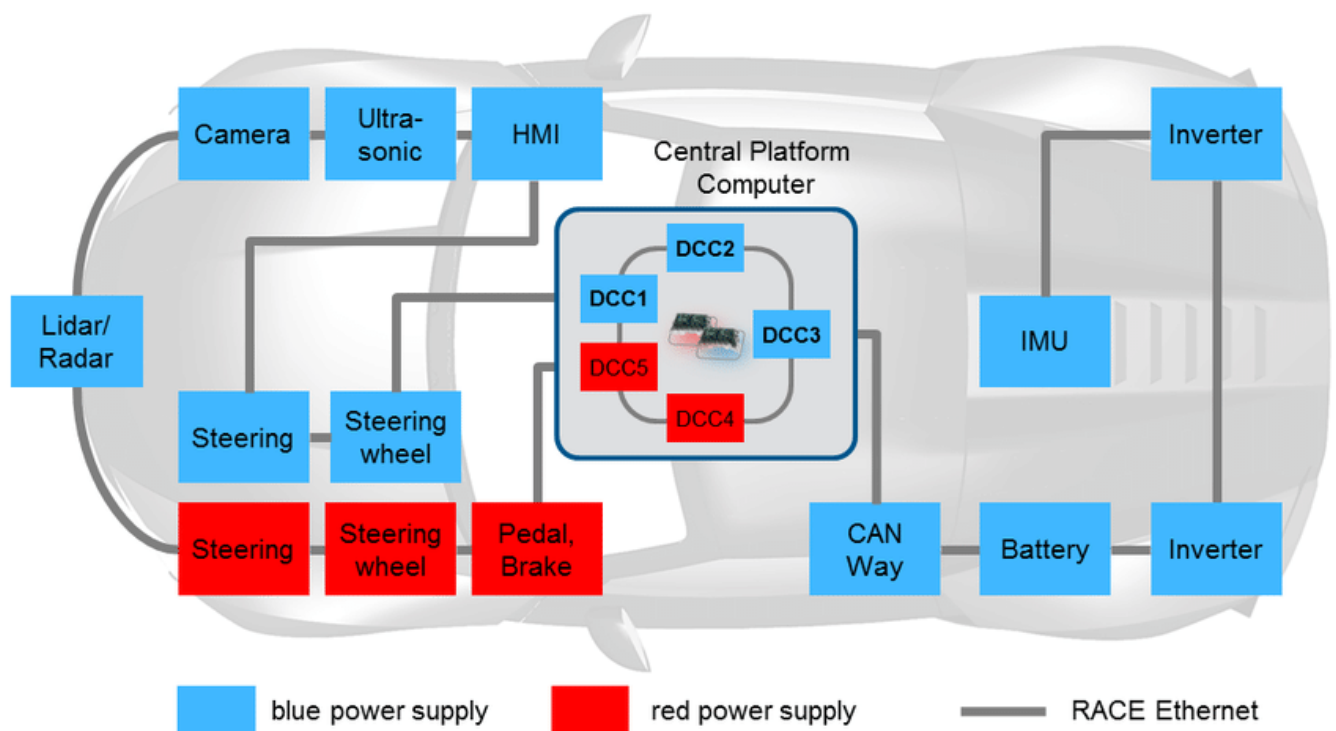 Camera
Ultra-
sonic
HMI
Inverter
Central Platform
Computer
DCC2
DCC1
DCC3
DCC5
DCC4
Lidar/
Radar
IMU
Steering
Steering
wheel
Steering
Steering
wheel
Pedal,
Brake
CAN
Way
Battery
Inverter
blue power supply
red power supply
RACE Ethernet